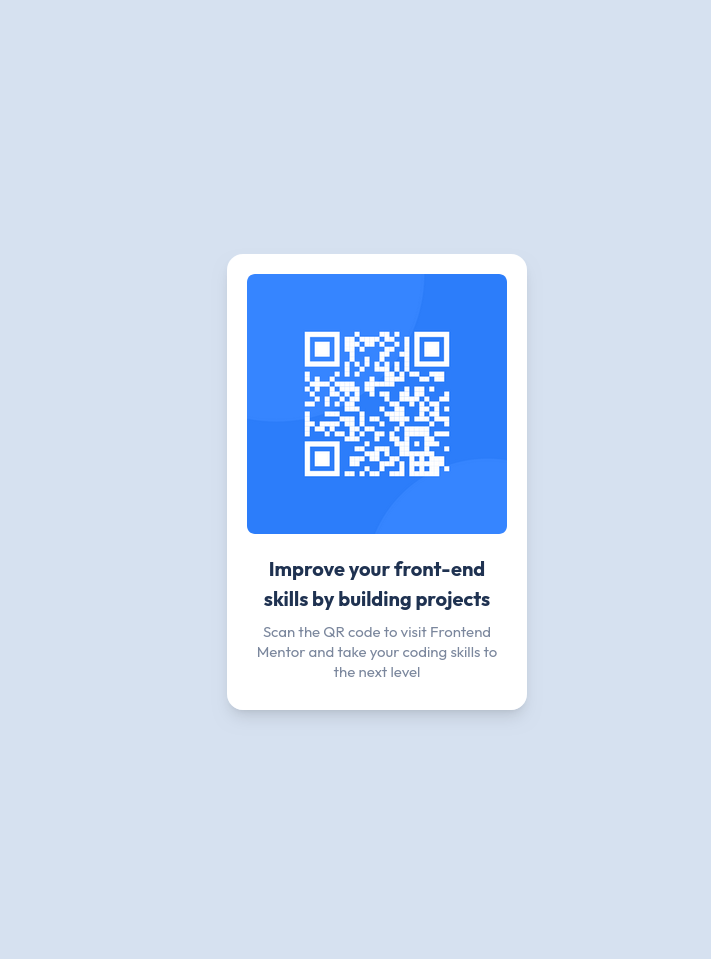 Improve your front-end
skills by building projects
Scan the QR code to visit Frontend
Mentor and take your coding skills to
the next level